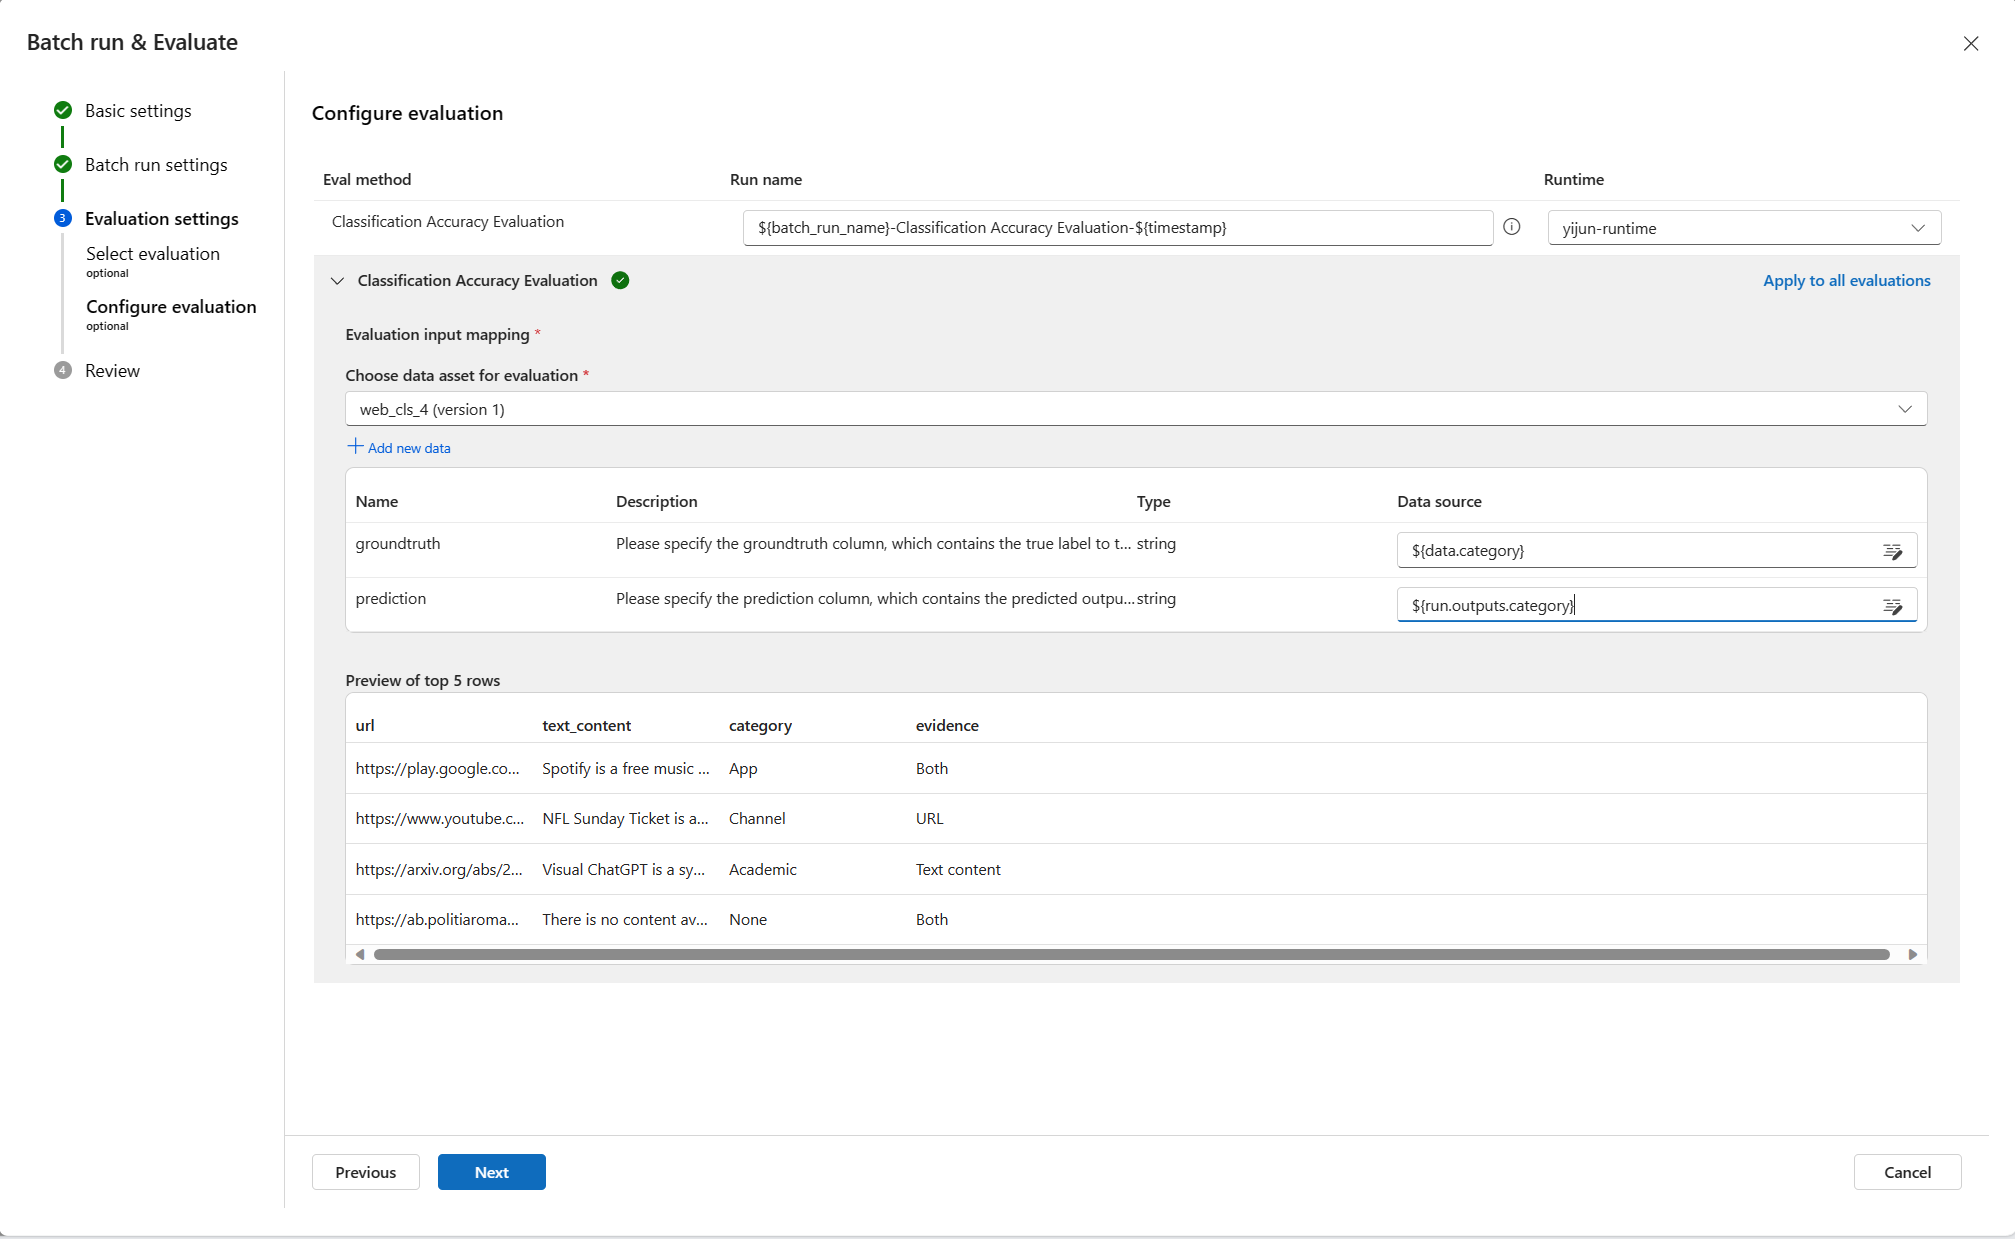 Batch run & Evaluate
Basic settings
Batch run settings
3 Evaluation settings
Select evaluation
optional
Configure evaluation
optional
4 Review
Configure evaluation
Eval method Run name Runtime
Classification Accuracy Evaluation ${batch_run_name}-Classification Accuracy Evaluation-${timestamp} yijun-runtime
Classification Accuracy Evaluation Apply to all evaluations
Evaluation input mapping *
Choose data asset for evaluation *
web_cls_4 (version 1)
Add new data
Name Description Type Data source
groundtruth Please specify the groundtruth column, which contains the true label to t... string ${data.category}
prediction Please specify the prediction column, which contains the predicted outpu... string ${run.outputs.category}
Preview of top 5 rows
url text_content category evidence
https://play.google.co... Spotify is a free music ... App Both
https://www.youtube.c... NFL Sunday Ticket is a... Channel URL
https://arxiv.org/abs/2... Visual ChatGPT is a sy... Academic Text content
https://ab.politiaroma... There is no content av... None Both
Previous Next Cancel